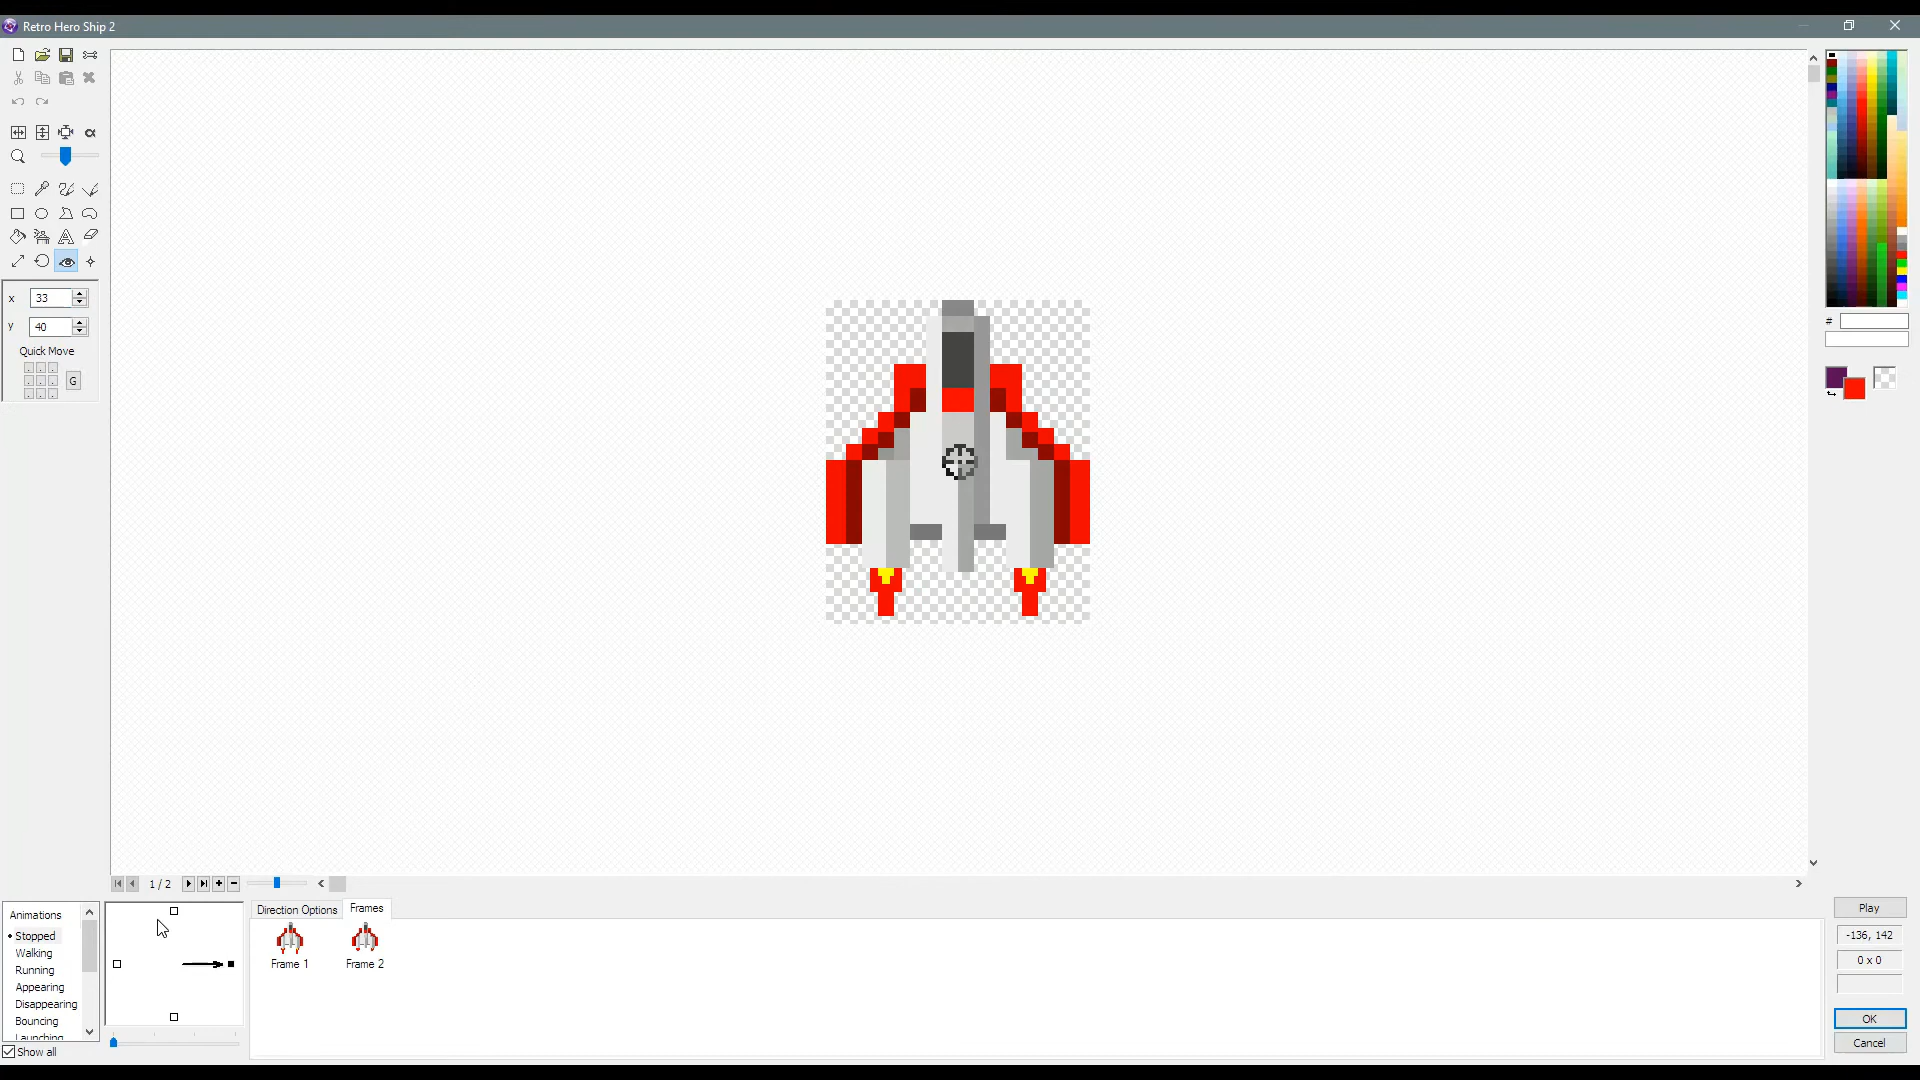 Retro Hero Ship 2
x 33
y 40
Quick Move
G
#
1 / 2
Animations
Stopped
Walking
Running
Appearing
Disappearing
Bouncing
Launching
Show all
Direction Options
Frames
Frame 1
Frame 2
Play
-136, 142
0 x 0
OK
Cancel